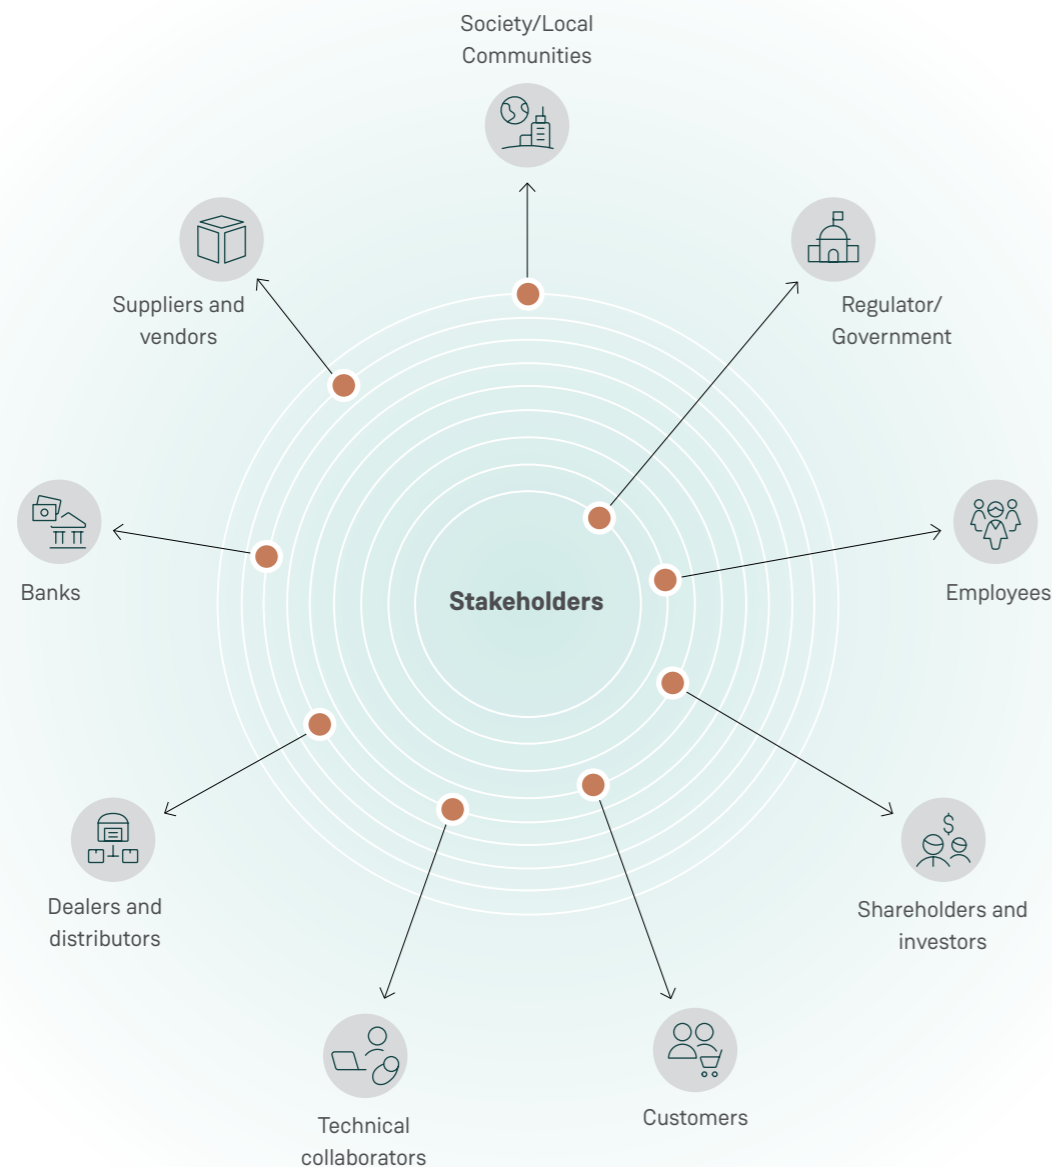 Society/Local
Communities
Suppliers and
vendors
Regulator/
Government
Banks
Stakeholders
Employees
Dealers and
distributors
Shareholders and
investors
Technical
collaborators
Customers